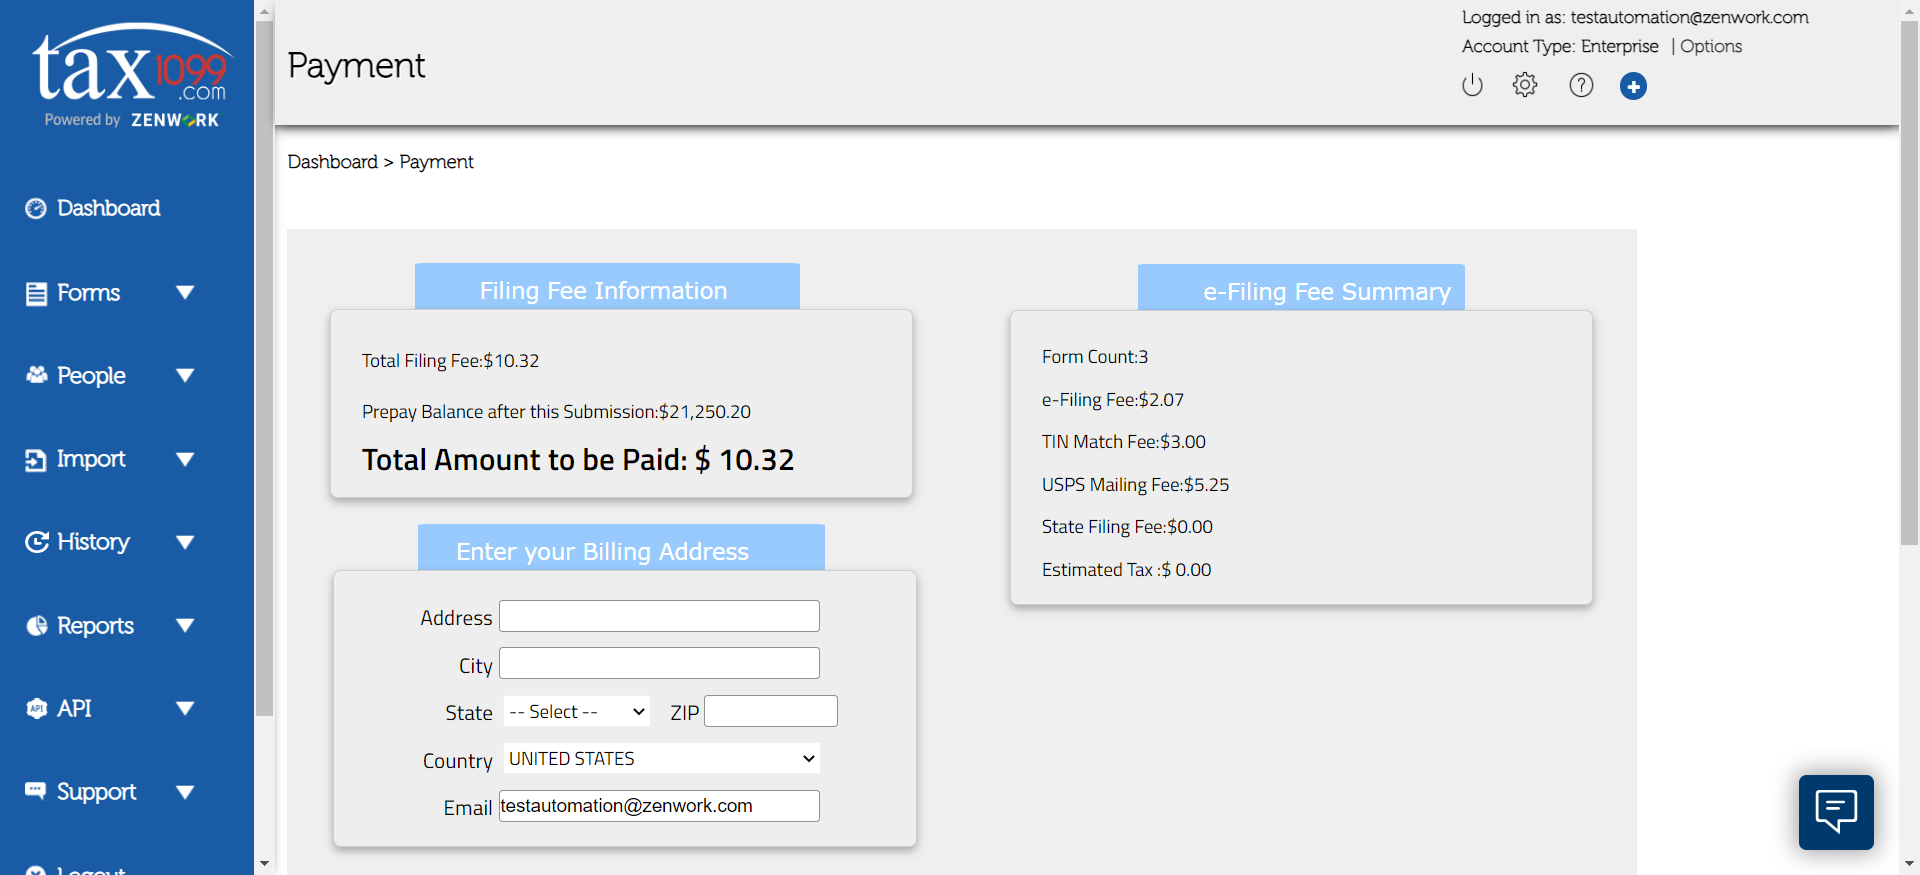 tax1099
.com
Powered by ZENWORK
Dashboard
Forms
People
Import
History
Reports
API
API
Support
Logout
Payment
Logged in as: testautomation@zenwork.com
Account Type: Enterprise | Options
Dashboard > Payment
Filing Fee Information
Total Filing Fee:$10.32
Prepay Balance after this Submission:$21,250.20
Total Amount to be Paid: $ 10.32
Enter your Billing Address
Address
City
State -- Select -- ZIP
Country UNITED STATES
Email testautomation@zenwork.com
e-Filing Fee Summary
Form Count:3
e-Filing Fee:$2.07
TIN Match Fee:$3.00
USPS Mailing Fee:$5.25
State Filing Fee:$0.00
Estimated Tax :$ 0.00